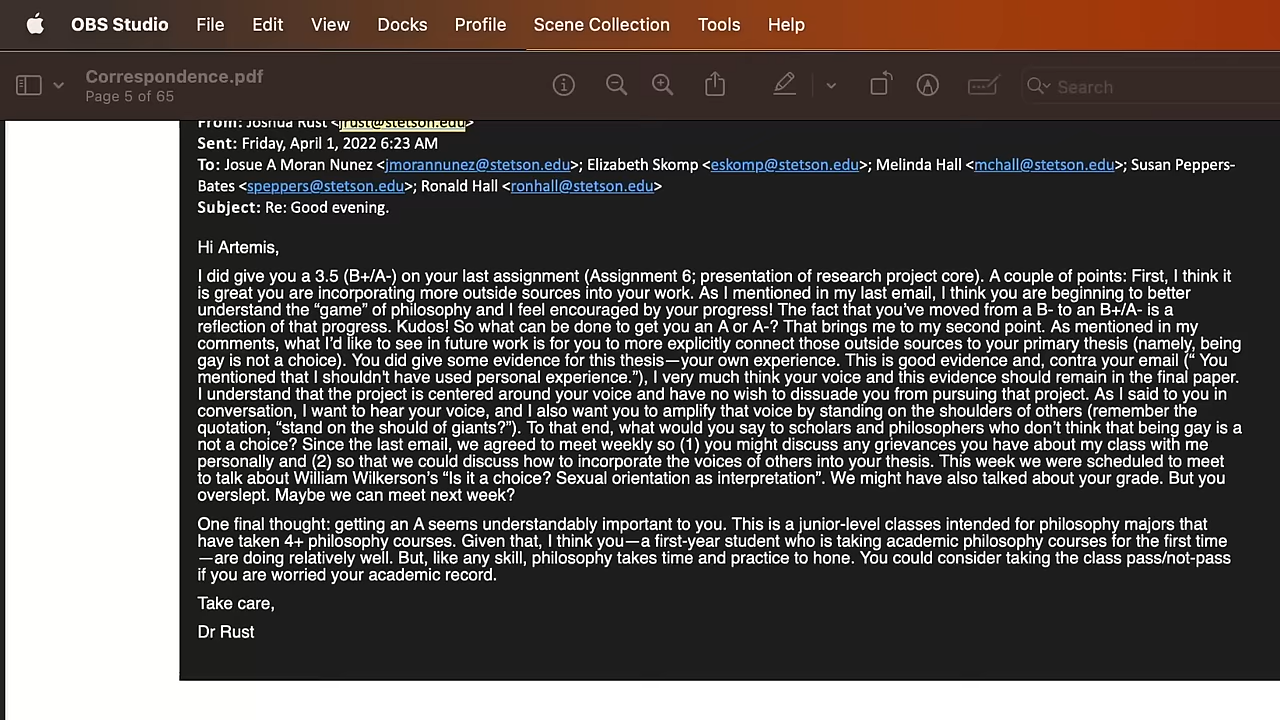 OBS Studio File Edit View Docks Profile Scene Collection Tools Help
Correspondence.pdf
Page 5 of 65
Search
From: Joshua Rust <jrust@stetson.edu>
Sent: Friday, April 1, 2022 6:23 AM
To: Josue A Moran Nunez <jmorannunez@stetson.edu>; Elizabeth Skomp <eskomp@stetson.edu>; Melinda Hall <mchall@stetson.edu>; Susan Peppers-
Bates <speppers@stetson.edu>; Ronald Hall <ronhall@stetson.edu>
Subject: Re: Good evening.
Hi Artemis,
I did give you a 3.5 (B+/A-) on your last assignment (Assignment 6; presentation of research project core). A couple of points: First, I think it
is great you are incorporating more outside sources into your work. As I mentioned in my last email, I think you are beginning to better
understand the “game” of philosophy and I feel encouraged by your progress! The fact that you’ve moved from a B- to an B+/A- is a
reflection of that progress. Kudos! So what can be done to get you an A or A-? That brings me to my second point. As mentioned in my
comments, what I’d like to see in future work is for you to more explicitly connect those outside sources to your primary thesis (namely, being
gay is not a choice). You did give some evidence for this thesis—your own experience. This is good evidence and, contra your email (“ You
mentioned that I shouldn't have used personal experience.”), I very much think your voice and this evidence should remain in the final paper.
I understand that the project is centered around your voice and have no wish to dissuade you from pursuing that project. As I said to you in
conversation, I want to hear your voice, and I also want you to amplify that voice by standing on the shoulders of others (remember the
quotation, “stand on the should of giants?”). To that end, what would you say to scholars and philosophers who don’t think that being gay is a
not a choice? Since the last email, we agreed to meet weekly so (1) you might discuss any grievances you have about my class with me
personally and (2) so that we could discuss how to incorporate the voices of others into your thesis. This week we were scheduled to meet
to talk about William Wilkerson’s “Is it a choice? Sexual orientation as interpretation”. We might have also talked about your grade. But you
overslept. Maybe we can meet next week?
One final thought: getting an A seems understandably important to you. This is a junior-level classes intended for philosophy majors that
have taken 4+ philosophy courses. Given that, I think you—a first-year student who is taking academic philosophy courses for the first time
—are doing relatively well. But, like any skill, philosophy takes time and practice to hone. You could consider taking the class pass/not-pass
if you are worried your academic record.
Take care,
Dr Rust